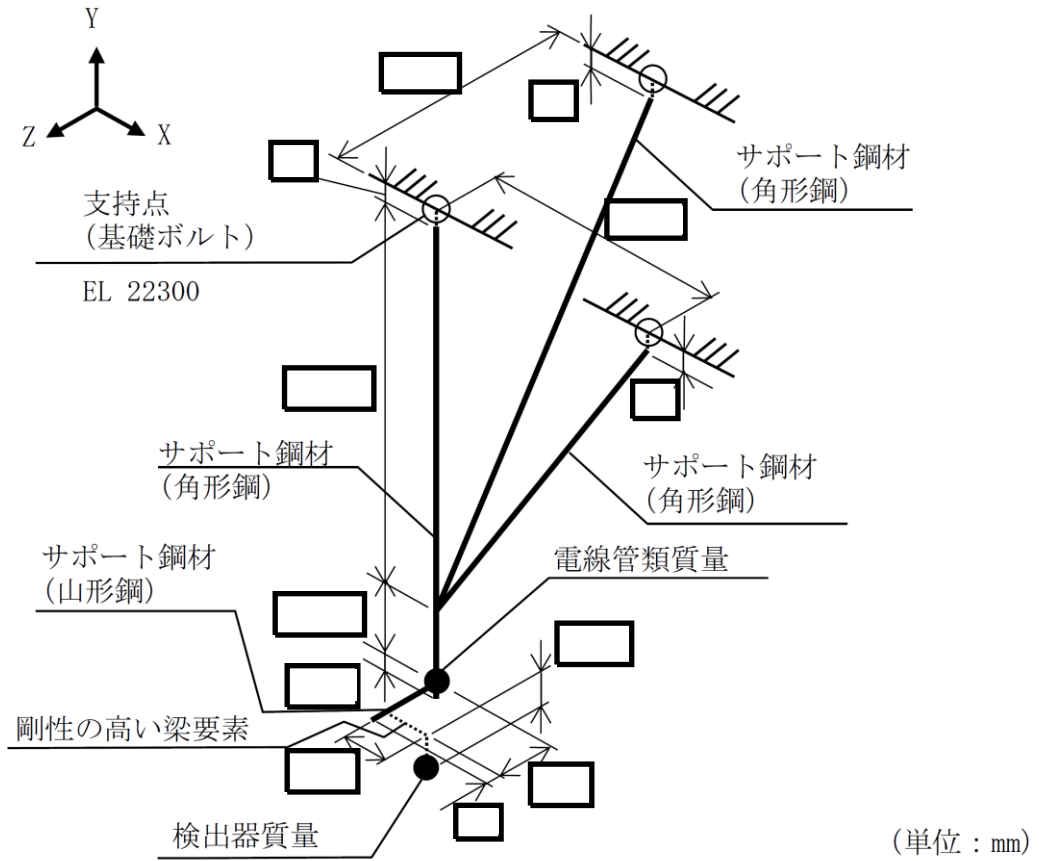 Y
Z
X
サポート鋼材
(角形鋼)
支持点
(基礎ボルト)
EL 22300
サポート鋼材
(角形鋼)
サポート鋼材
(角形鋼)
サポート鋼材
(山形鋼)
電線管類質量
剛性の高い梁要素
検出器質量
(単位：mm)